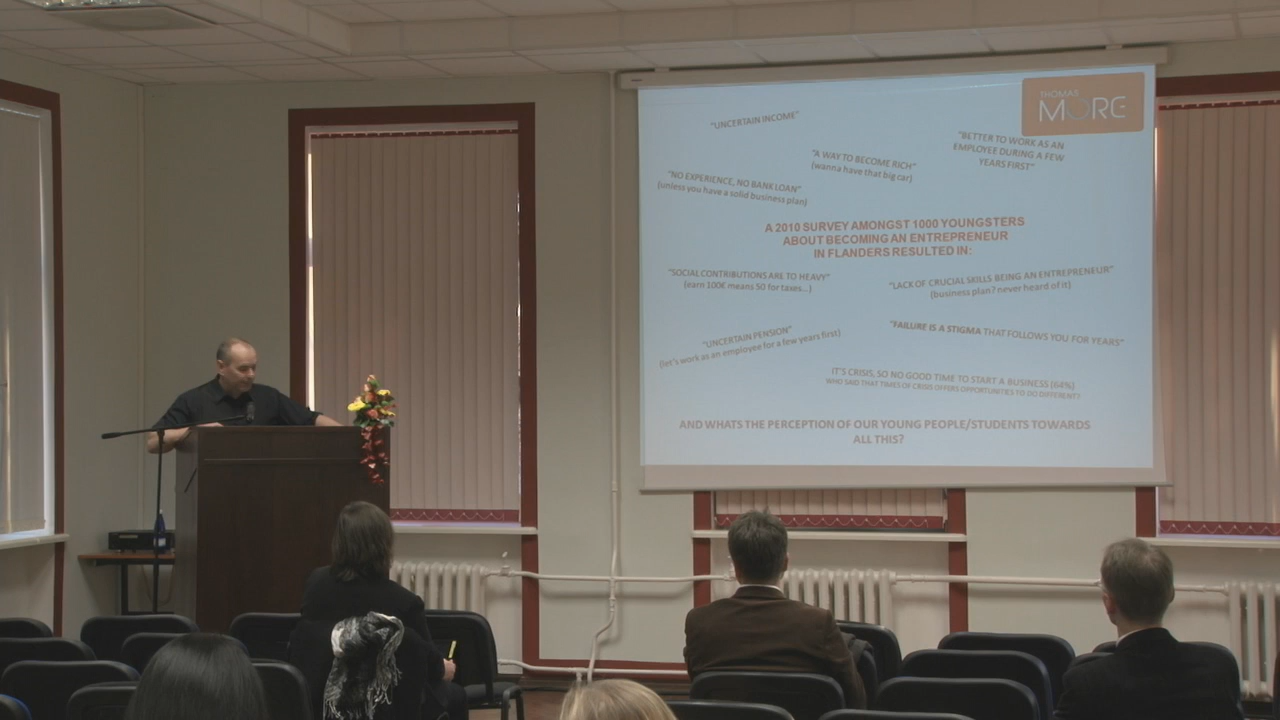 THOMAS
MORE
"UNCERTAIN INCOME"
"BETTER TO WORK AS AN
EMPLOYEE DURING A FEW
YEARS FIRST"
"A WAY TO BECOME RICH"
(wanna have that big car)
"NO EXPERIENCE, NO BANK LOAN"
(unless you have a solid business plan)
A 2010 SURVEY AMONGST 1000 YOUNGSTERS
ABOUT BECOMING AN ENTREPRENEUR
IN FLANDERS RESULTED IN:
"SOCIAL CONTRIBUTIONS ARE TO HEAVY"
(earn 100€ means 50 for taxes...)
"LACK OF CRUCIAL SKILLS BEING AN ENTREPRENEUR"
(business plan? never heard of it)
"UNCERTAIN PENSION"
(let's work as an employee for a few years first)
"FAILURE IS A STIGMA THAT FOLLOWS YOU FOR YEARS"
IT'S CRISIS, SO NO GOOD TIME TO START A BUSINESS (64%)
WHO SAID THAT TIMES OF CRISIS OFFERS OPPORTUNITIES TO DO DIFFERENT?
AND WHATS THE PERCEPTION OF OUR YOUNG PEOPLE/STUDENTS TOWARDS
ALL THIS?